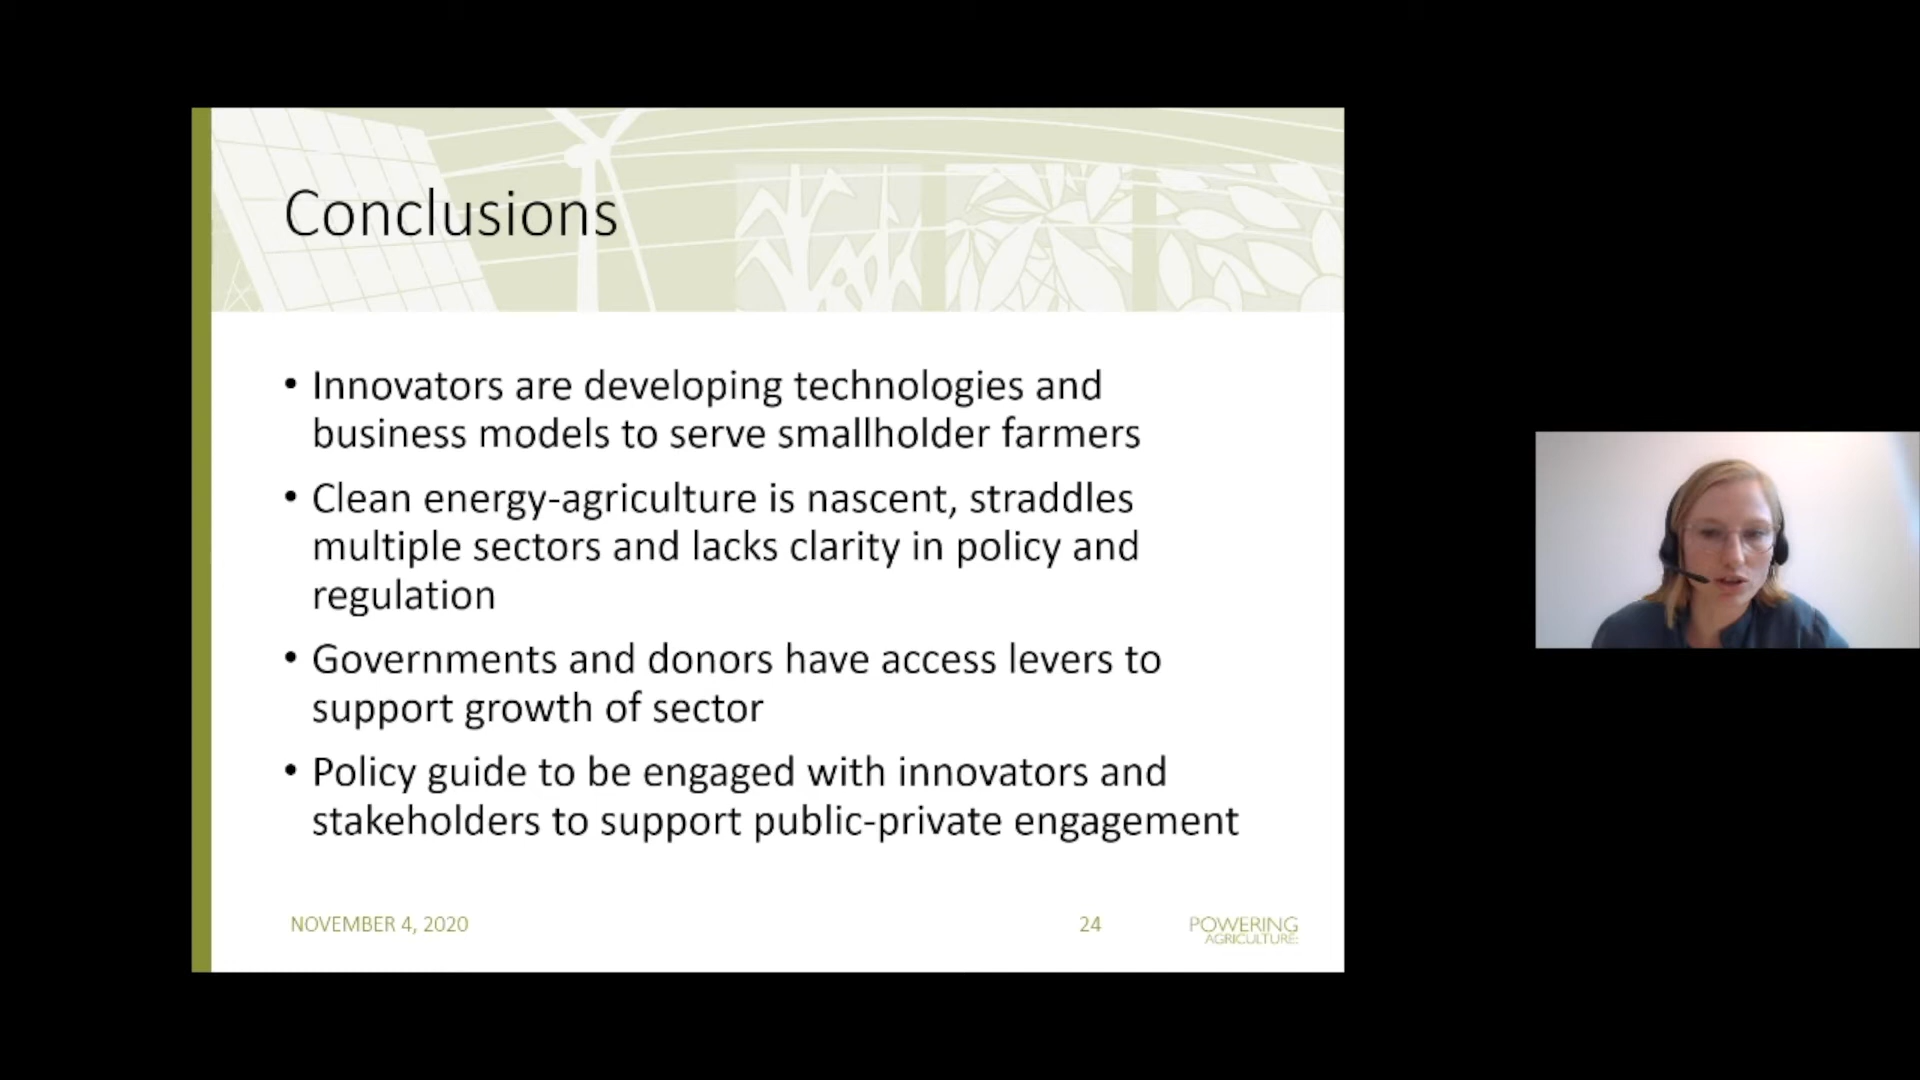 Conclusions
• Innovators are developing technologies and
business models to serve smallholder farmers
• Clean energy-agriculture is nascent, straddles
multiple sectors and lacks clarity in policy and
regulation
• Governments and donors have access levers to
support growth of sector
• Policy guide to be engaged with innovators and
stakeholders to support public-private engagement
NOVEMBER 4, 2020
24
POWERING
AGRICULTURE: